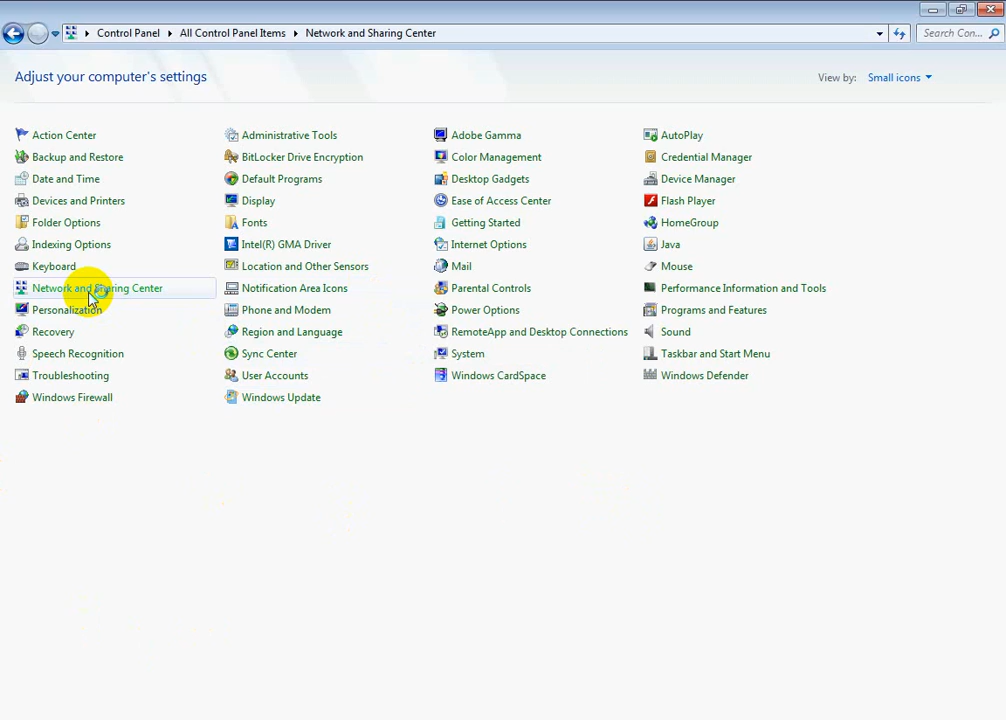 Control Panel All Control Panel Items Network and Sharing Center Search Con...
Adjust your computer's settings View by: Small icons
Action Center Administrative Tools Adobe Gamma AutoPlay
Backup and Restore BitLocker Drive Encryption Color Management Credential Manager
Date and Time Default Programs Desktop Gadgets Device Manager
Devices and Printers Display Ease of Access Center Flash Player
Folder Options Fonts Getting Started HomeGroup
Indexing Options Intel(R) GMA Driver Internet Options Java
Keyboard Location and Other Sensors Mail Mouse
Network and Sharing Center Notification Area Icons Parental Controls Performance Information and Tools
Personalization Phone and Modem Power Options Programs and Features
Recovery Region and Language RemoteApp and Desktop Connections Sound
Speech Recognition Sync Center System Taskbar and Start Menu
Troubleshooting User Accounts Windows CardSpace Windows Defender
Windows Firewall Windows Update